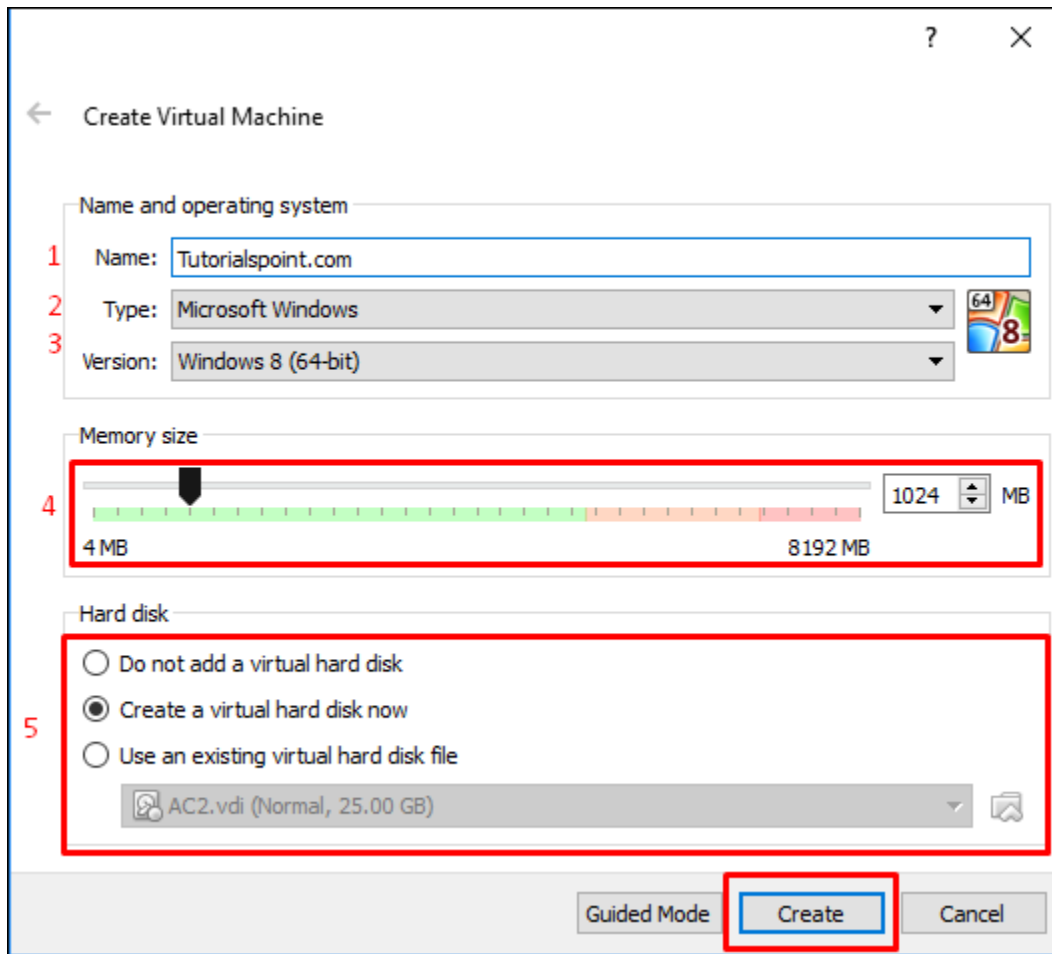 ?
Create Virtual Machine
Name and operating system
1 Name: Tutorialspoint.com
2 Type: Microsoft Windows
64
8
3 Version: Windows 8 (64-bit)
Memory size
4
1024 MB
4 MB 8192 MB
Hard disk
Do not add a virtual hard disk
Create a virtual hard disk now
5
Use an existing virtual hard disk file
AC2.vdi (Normal, 25.00 GB)
Guided Mode Create Cancel